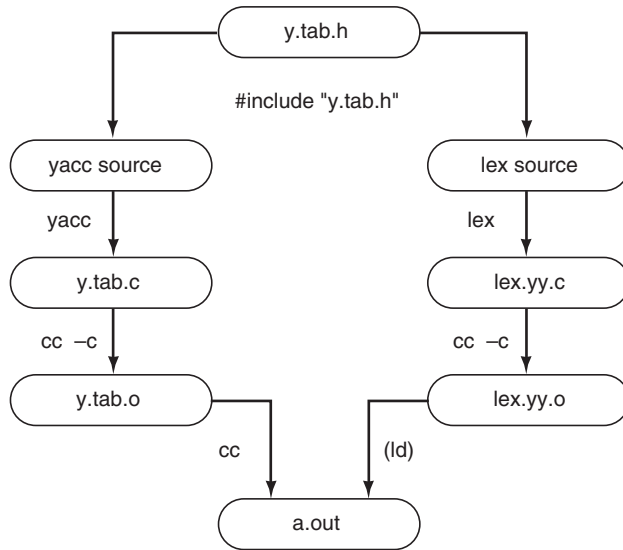 y.tab.h
#include "y.tab.h"
yacc source
lex source
yacc
lex
y.tab.c
lex.yy.c
cc –c
cc –c
y.tab.o
lex.yy.o
cc
(ld)
a.out